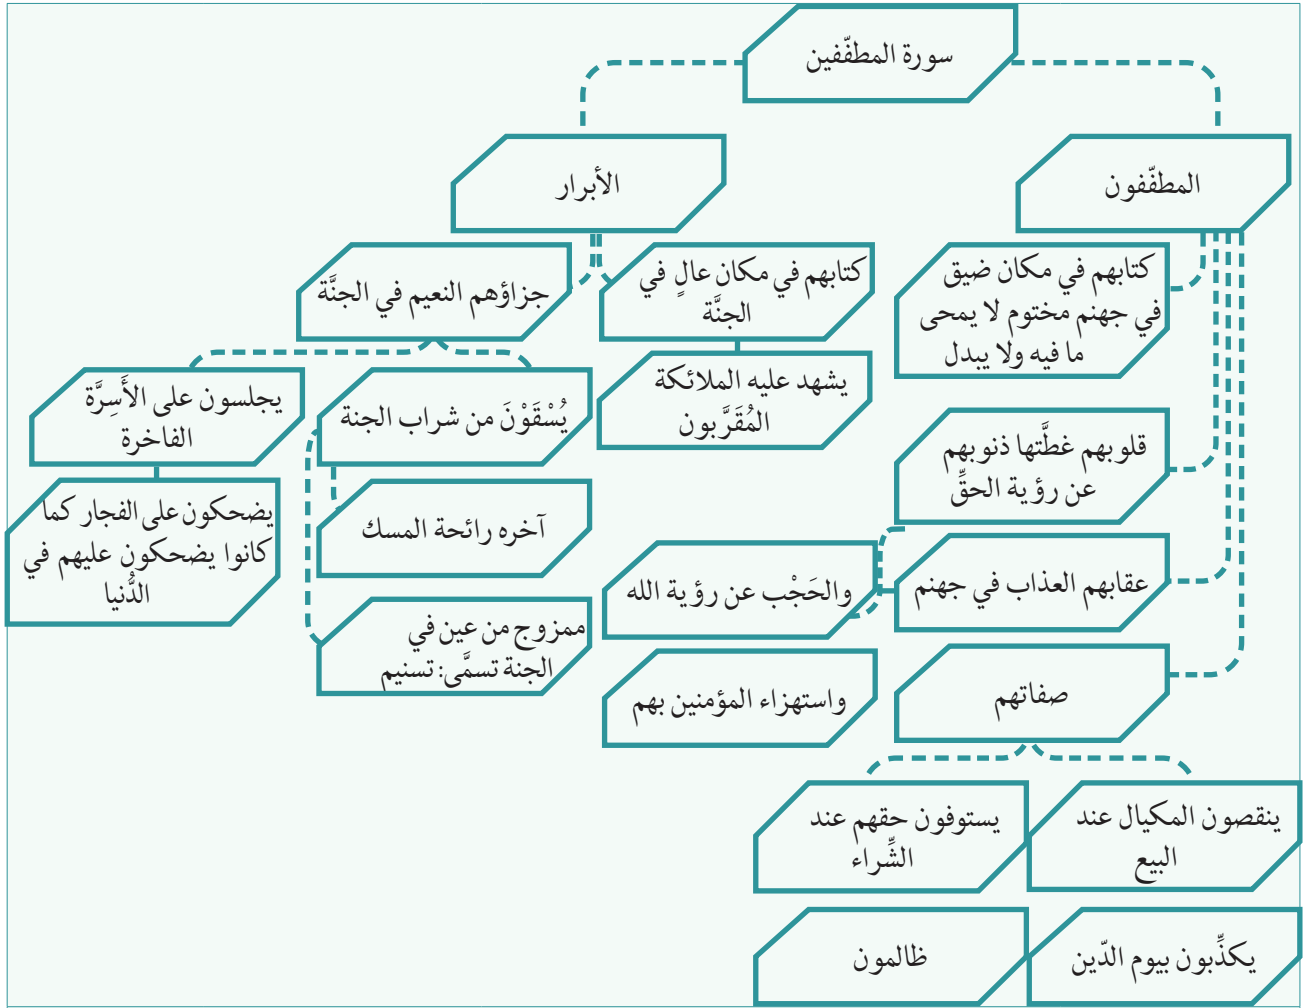 سورة المطفّفين
المطفّفون
كتابهم في مكان ضيق
في جهنم مختوم لا يمحى
ما فيه ولا يبدل
قلوبهم غطَّتها ذنوبهم
عن رؤية الحقِّ
عقابهم العذاب في جهنم
والحَجْب عن رؤية الله
واستهزاء المؤمنين بهم
صفاتهم
ينقصون المكيال عند
البيع
يستوفون حقهم عند
الشِّراء
يكذِّبون بيوم الدّين
ظالمون
الأبرار
كتابهم في مكان عالٍ في
الجنَّة
يشهد عليه الملائكة
المُقَرَّبون
جزاؤهم النعيم في الجنَّة
يُسْقَوْنَ من شراب الجنة
آخره رائحة المسك
ممزوج من عين في
الجنة تسمَّى: تسنيم
يجلسون على الأَسِرَّة
الفاخرة
يضحكون على الفجار كما
كانوا يضحكون عليهم في
الدُّنيا